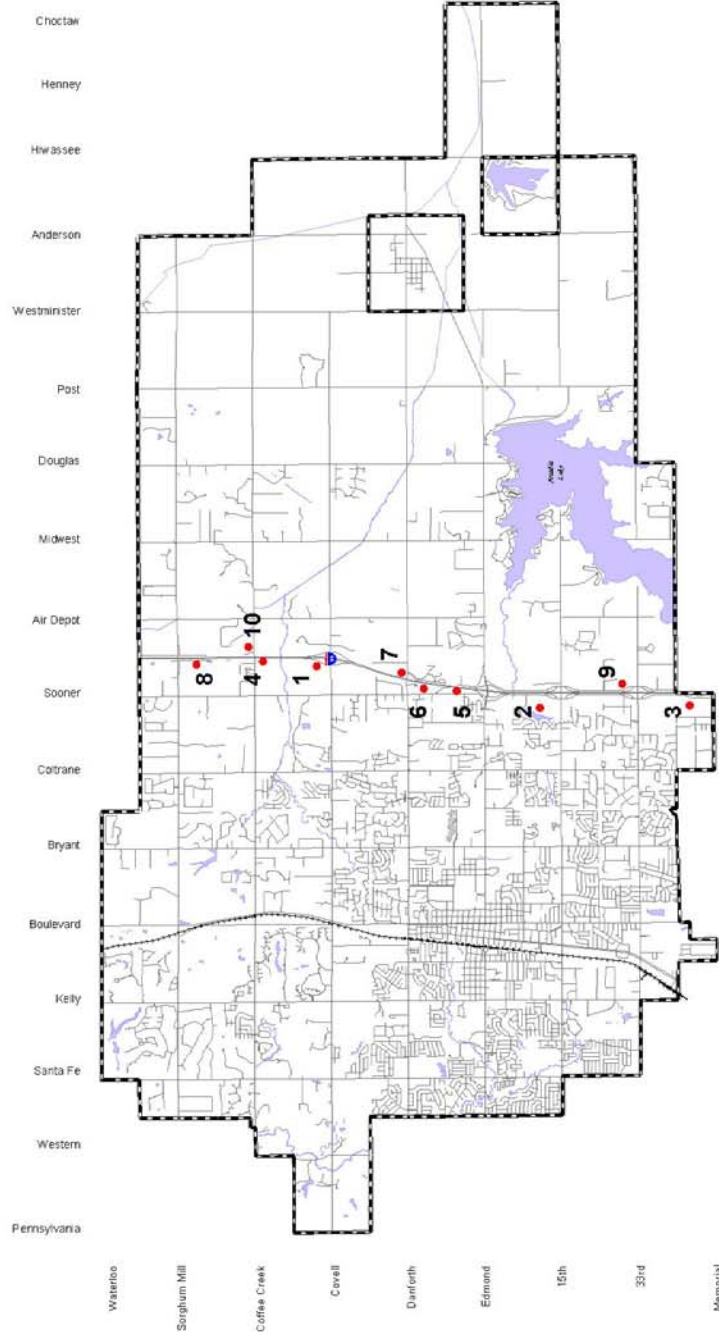 Choctaw
Henney
Hiwassee
Anderson
Westminister
Post
Douglas
Midwest
Air Depot
Sooner
Coltrane
Bryant
Boulevard
Kelly
Santa Fe
Western
Pennsylvania
Waterloo
Sorghum Mill
Coffee Creek
Covell
Danforth
Edmond
15th
33rd
Memorial
8
10
4
1
7
6
5
2
9
3
Lake